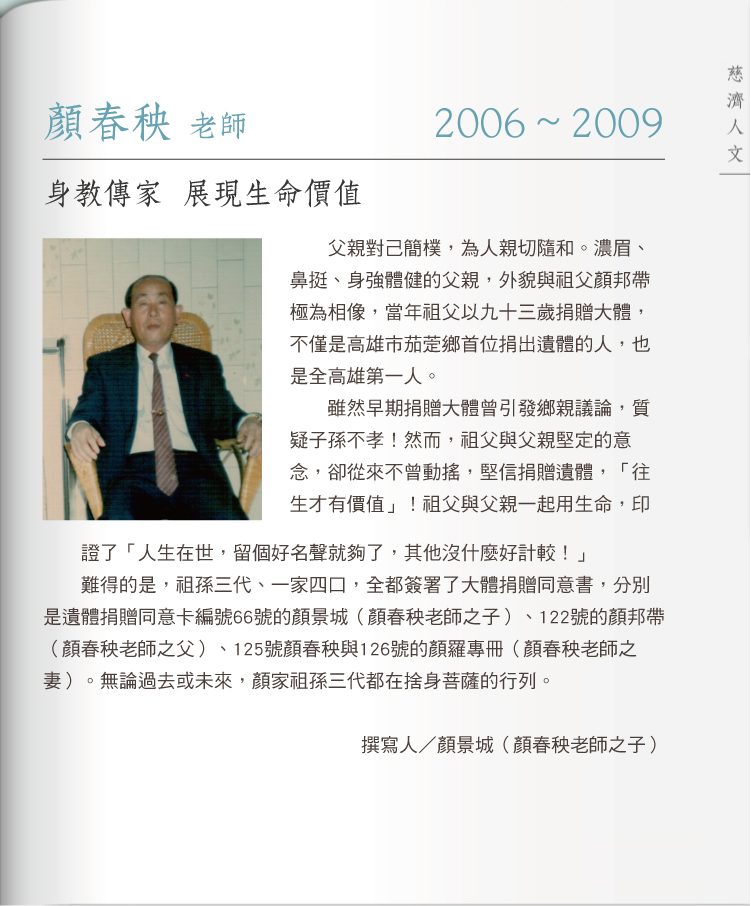 慈濟人文
顏春秧 老師 2006～2009
身教傳家 展現生命價值
父親對己簡樸，為人親切隨和。濃眉、
鼻挺、身強體健的父親，外貌與祖父顏邦帶
極為相像，當年祖父以九十三歲捐贈大體，
不僅是高雄市茄萣鄉首位捐出遺體的人，也
是全高雄第一人。
雖然早期捐贈大體曾引發鄉親議論，質
疑子孫不孝！然而，祖父與父親堅定的意
念，卻從來不曾動搖，堅信捐贈遺體，「往
生才有價值」！祖父與父親一起用生命，印
證了「人生在世，留個好名聲就夠了，其他沒什麼好計較！」
難得的是，祖孫三代、一家四口，全都簽署了大體捐贈同意書，分別
是遺體捐贈同意卡編號66號的顏景城（顏春秧老師之子）、122號的顏邦帶
（顏春秧老師之父）、125號顏春秧與126號的顏羅專冊（顏春秧老師之
妻）。無論過去或未來，顏家祖孫三代都在捨身菩薩的行列。
撰寫人／顏景城（顏春秧老師之子）